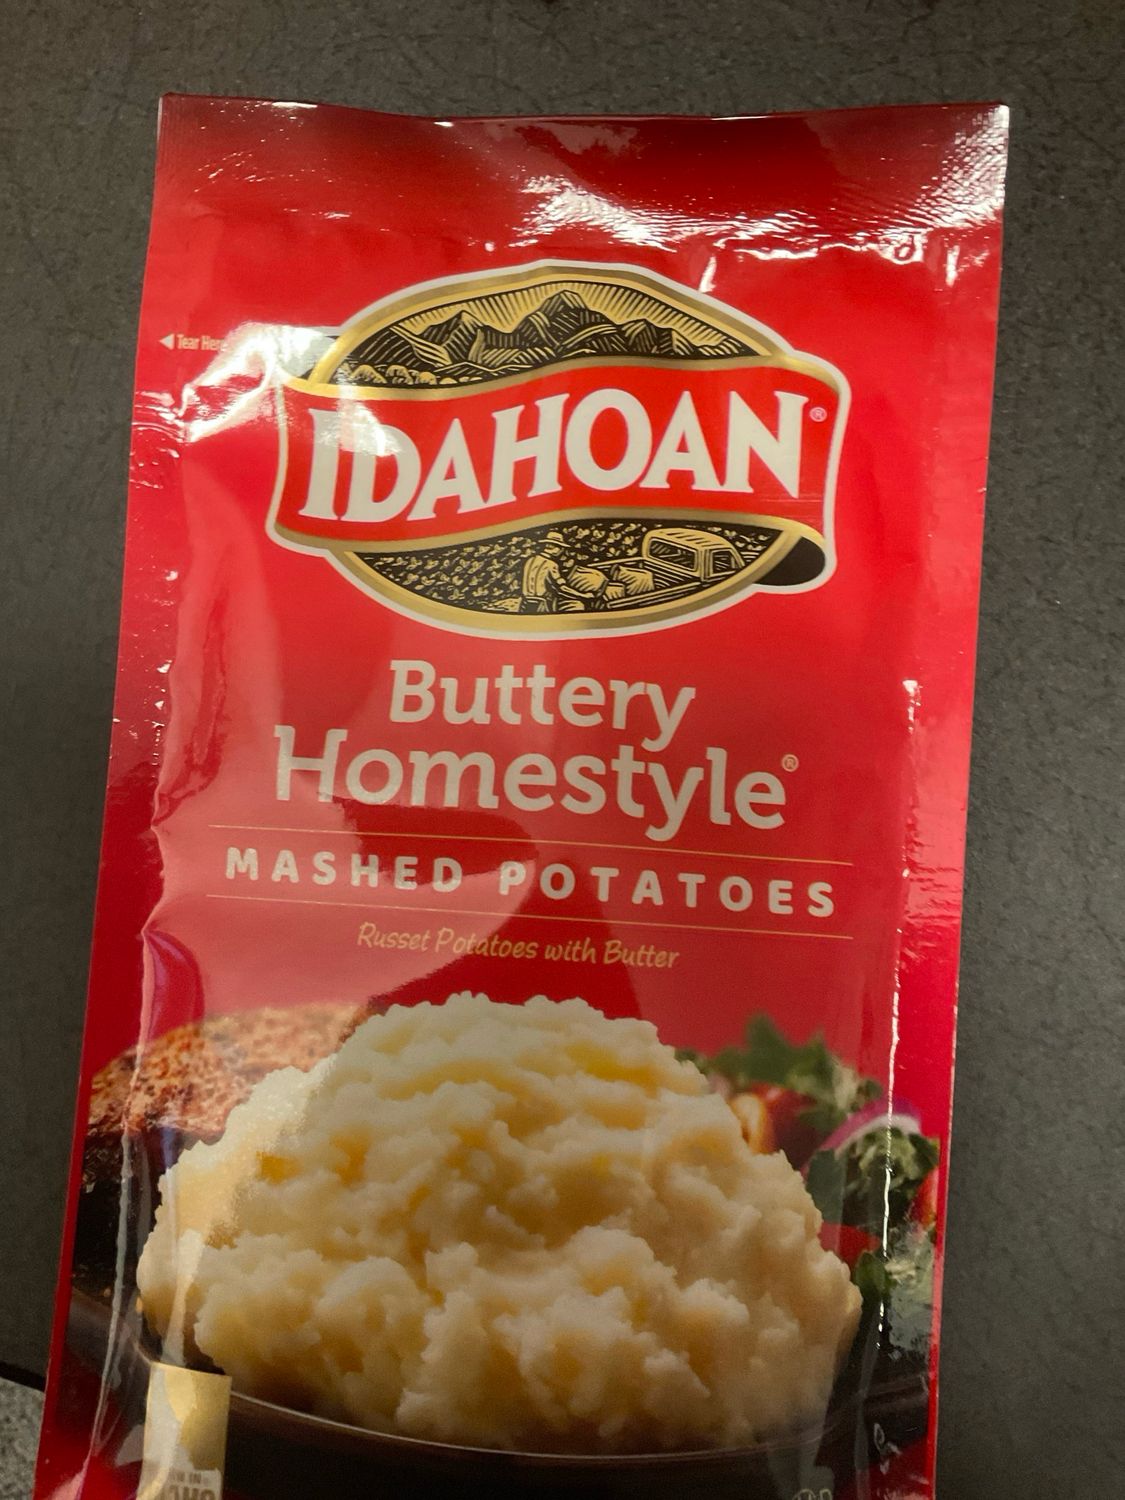 ◀ Tear Here
IDAHOAN®
Buttery
Homestyle®
MASHED POTATOES
Russet Potatoes with Butter